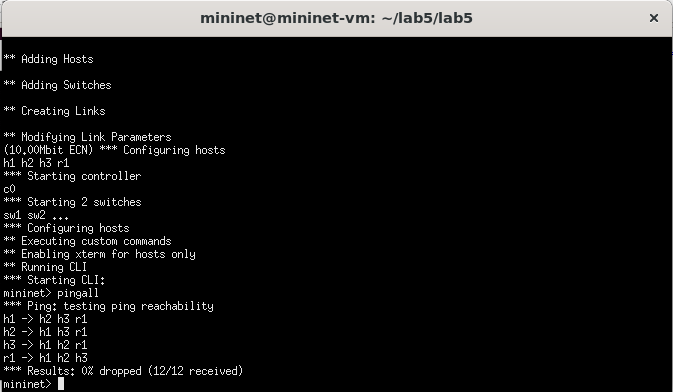 mininet@mininet-vm: ~/lab5/lab5
** Adding Hosts
** Adding Switches
** Creating Links
** Modifying Link Parameters
(10.00Mbit ECN) *** Configuring hosts
h1 h2 h3 r1
*** Starting controller
c0
*** Starting 2 switches
sw1 sw2 ...
*** Configuring hosts
** Executing custom commands
** Enabling xterm for hosts only
** Running CLI
*** Starting CLI:
mininet> pingall
*** Ping: testing ping reachability
h1 -> h2 h3 r1
h2 -> h1 h3 r1
h3 -> h1 h2 r1
r1 -> h1 h2 h3
*** Results: 0% dropped (12/12 received)
mininet>